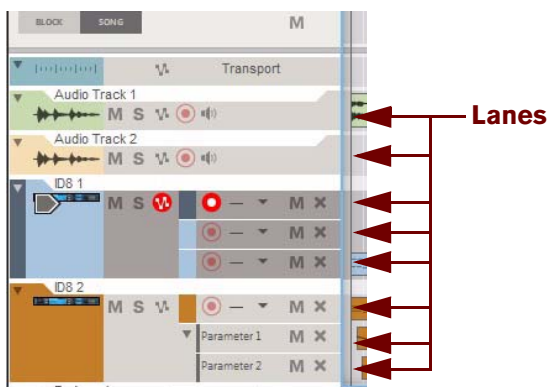 BLOCK SONG M
Transport
Audio Track 1
M S
Lanes
Audio Track 2
M S
ID8 1
M S M
M
M
ID8 2
M S M
Parameter 1 M
Parameter 2 M